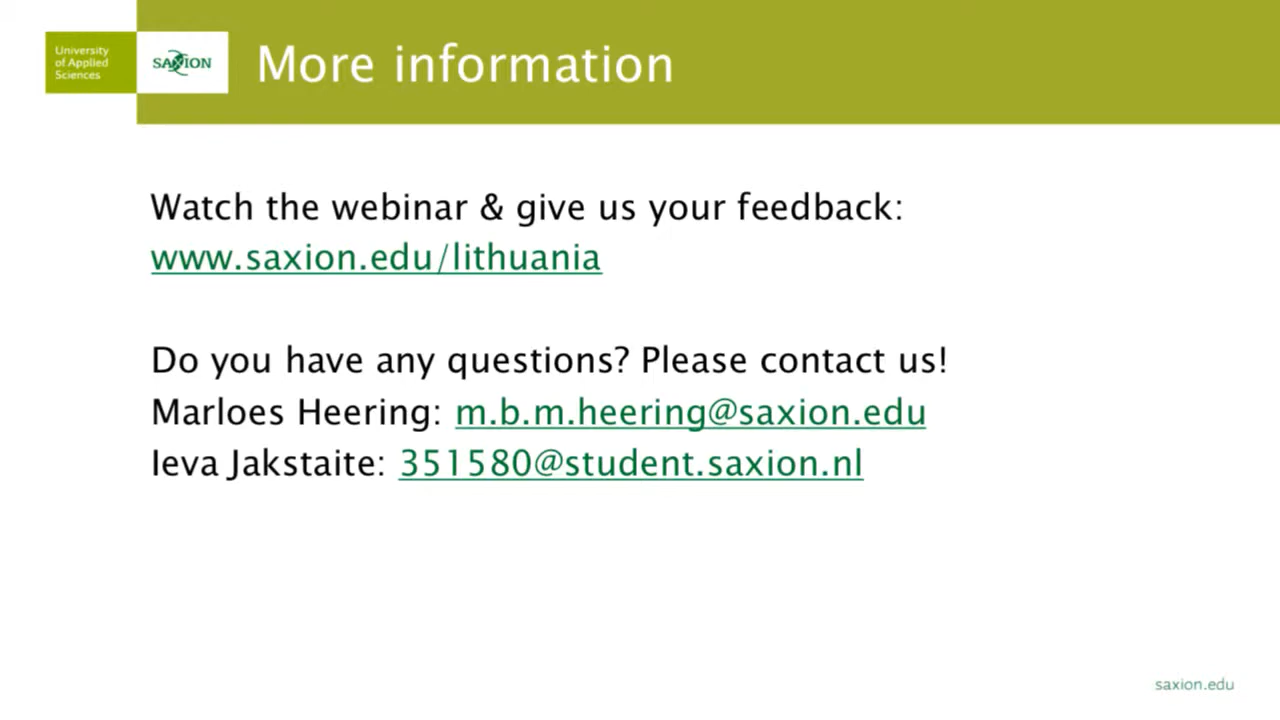 University
of Applied
Sciences
SAXION
More information
Watch the webinar & give us your feedback:
www.saxion.edu/lithuania
Do you have any questions? Please contact us!
Marloes Heering: m.b.m.heering@saxion.edu
Ieva Jakstaite: 351580@student.saxion.nl
saxion.edu